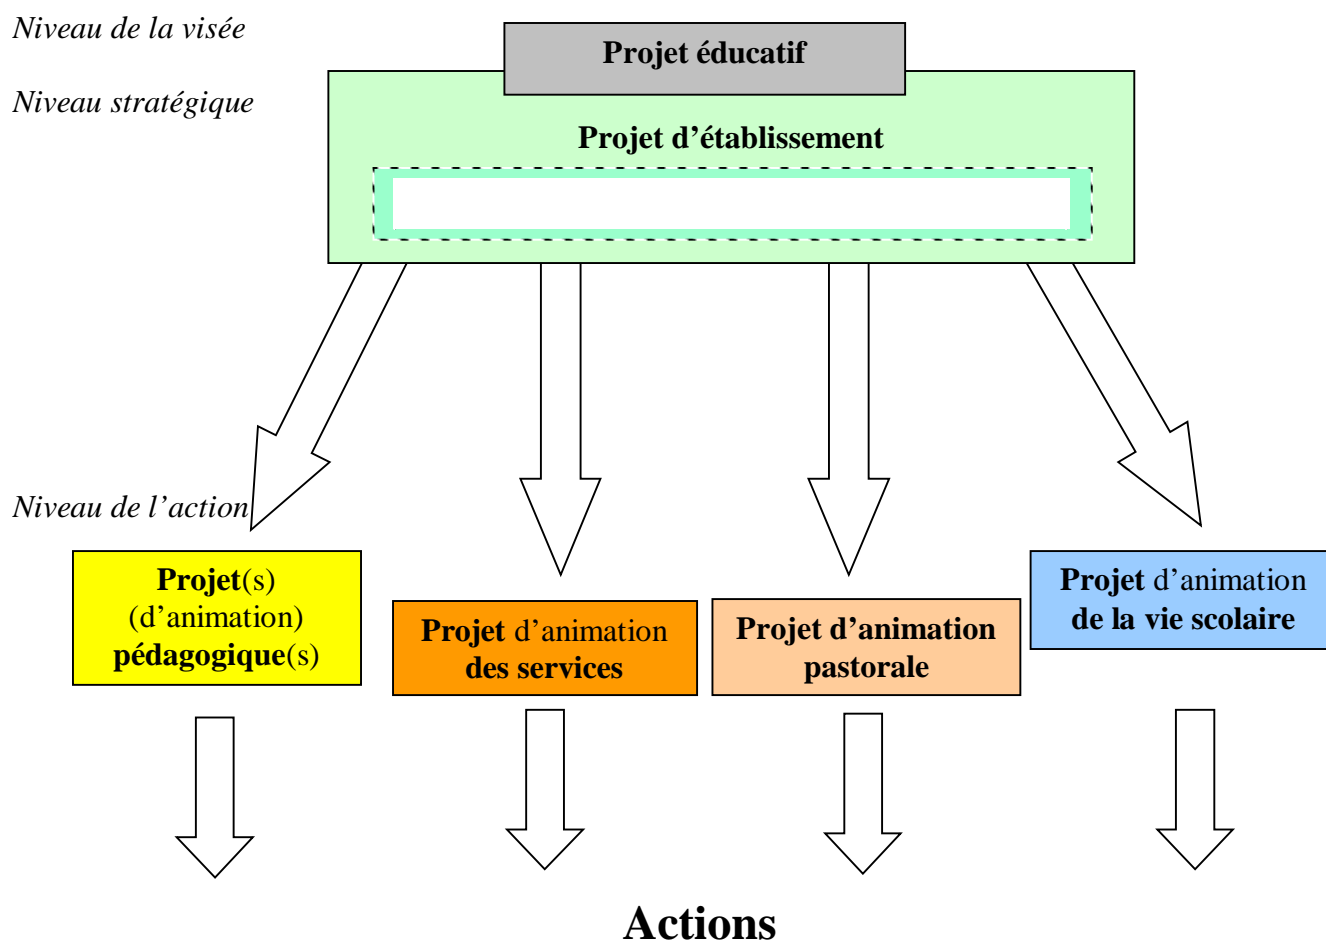 Niveau de la visée
Projet éducatif
Niveau stratégique
Projet d’établissement
Niveau de l’action
Projet(s)
(d’animation)
pédagogique(s)
Projet d’animation
des services
Projet d’animation
pastorale
Projet d’animation
de la vie scolaire
Actions